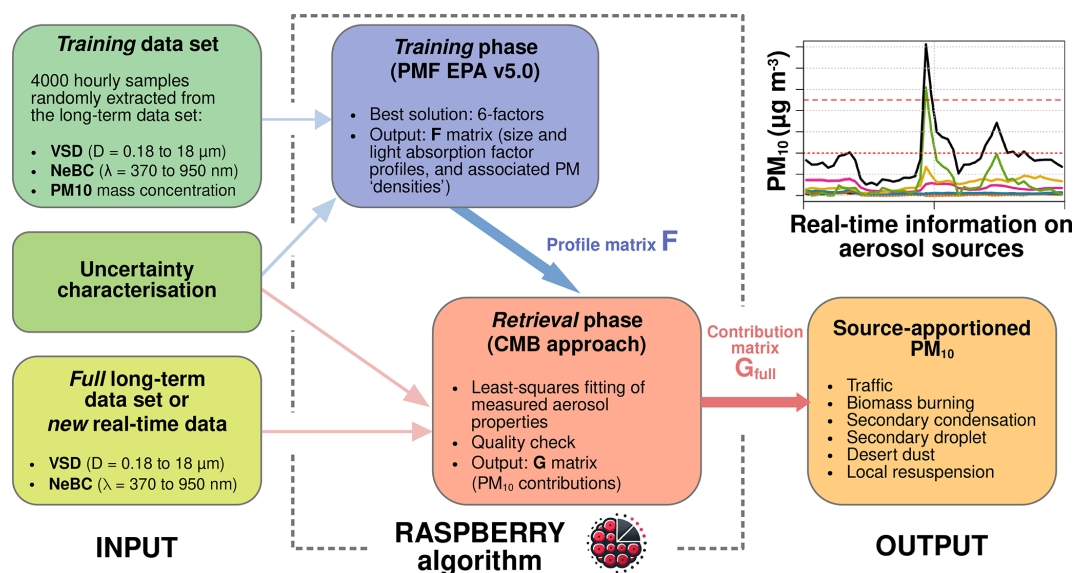 Training data set
4000 hourly samples
randomly extracted from
the long-term data set:
• VSD (D = 0.18 to 18 μm)
• NeBC (λ = 370 to 950 nm)
• PM10 mass concentration
Uncertainty
characterisation
Full long-term
data set or
new real-time data
• VSD (D = 0.18 to 18 μm)
• NeBC (λ = 370 to 950 nm)
INPUT
Training phase
(PMF EPA v5.0)
• Best solution: 6-factors
• Output: F matrix (size and
light absorption factor
profiles, and associated PM
‘densities’)
Profile matrix F
Retrieval phase
(CMB approach)
• Least-squares fitting of
measured aerosol
properties
• Quality check
• Output: G matrix
(PM₁₀ contributions)
RASPBERRY
algorithm
Contribution
matrix
G_full
PM₁₀ (μg m⁻³)
Real-time information on
aerosol sources
Source-apportioned
PM₁₀
• Traffic
• Biomass burning
• Secondary condensation
• Secondary droplet
• Desert dust
• Local resuspension
OUTPUT